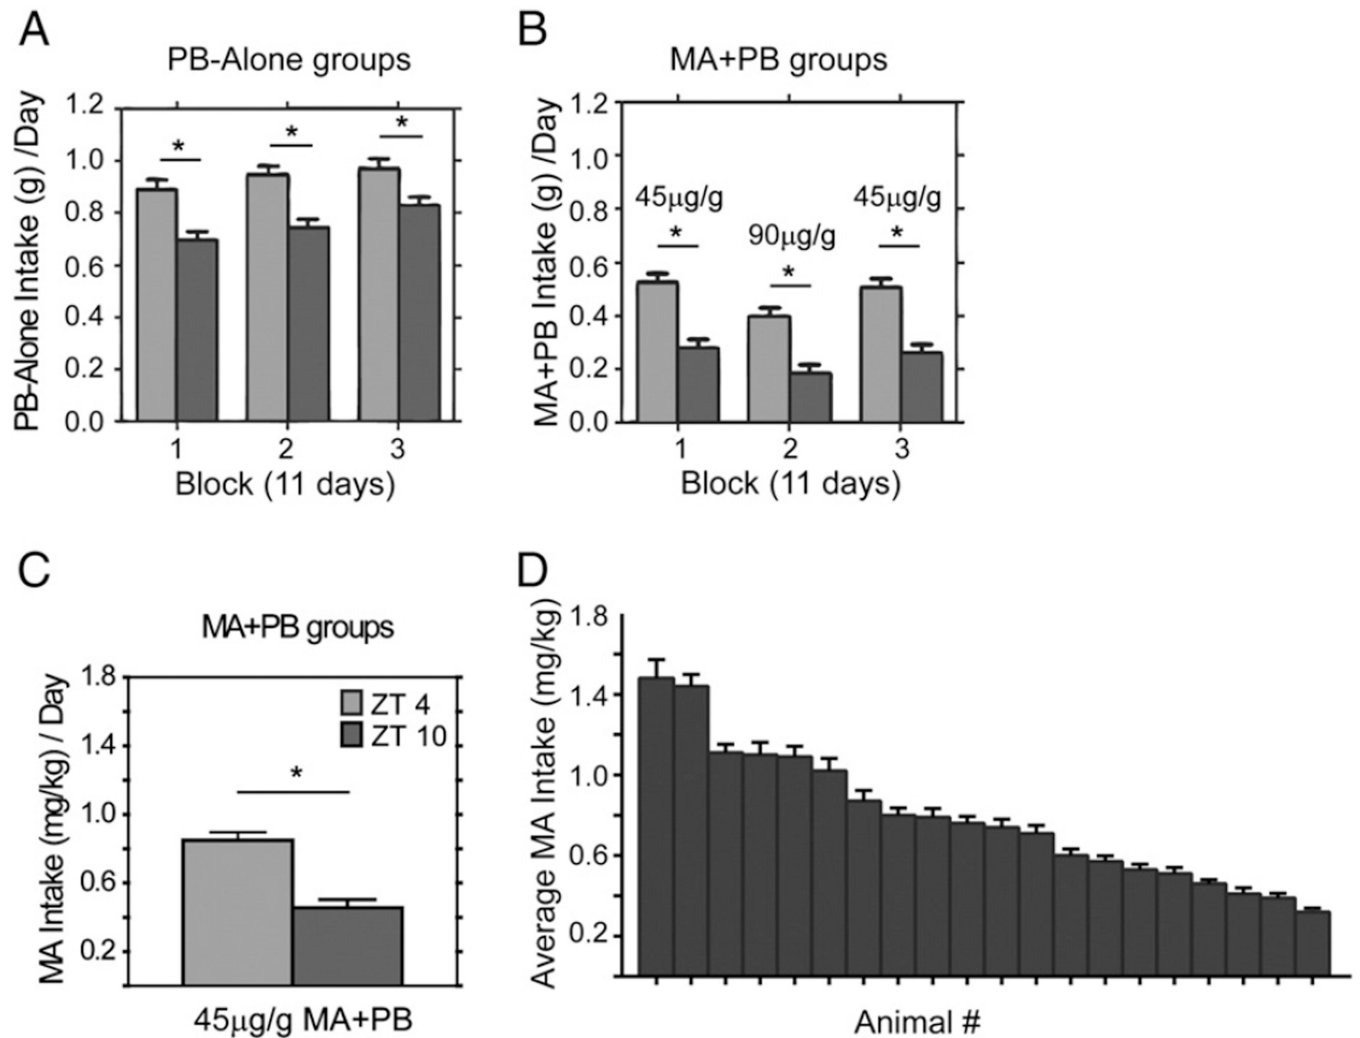 A
PB-Alone groups
PB-Alone Intake (g) /Day
1.2
1.0
0.8
0.6
0.4
0.2
0.0
*
*
*
1 2 3
Block (11 days)
B
MA+PB groups
MA+PB Intake (g) /Day
1.2
1.0
0.8
0.6
0.4
0.2
0.0
45μg/g
*
90μg/g
*
45μg/g
*
1 2 3
Block (11 days)
C
MA+PB groups
MA Intake (mg/kg) / Day
1.8
1.4
1.0
0.6
0.2
ZT 4
ZT 10
*
45μg/g MA+PB
D
Average MA Intake (mg/kg)
1.8
1.4
1.0
0.6
0.2
Animal #